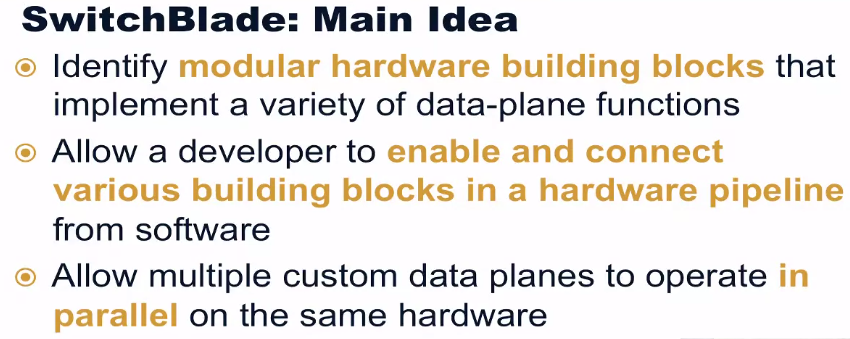 SwitchBlade: Main Idea
Identify modular hardware building blocks that
implement a variety of data-plane functions
Allow a developer to enable and connect
various building blocks in a hardware pipeline
from software
Allow multiple custom data planes to operate in
parallel on the same hardware